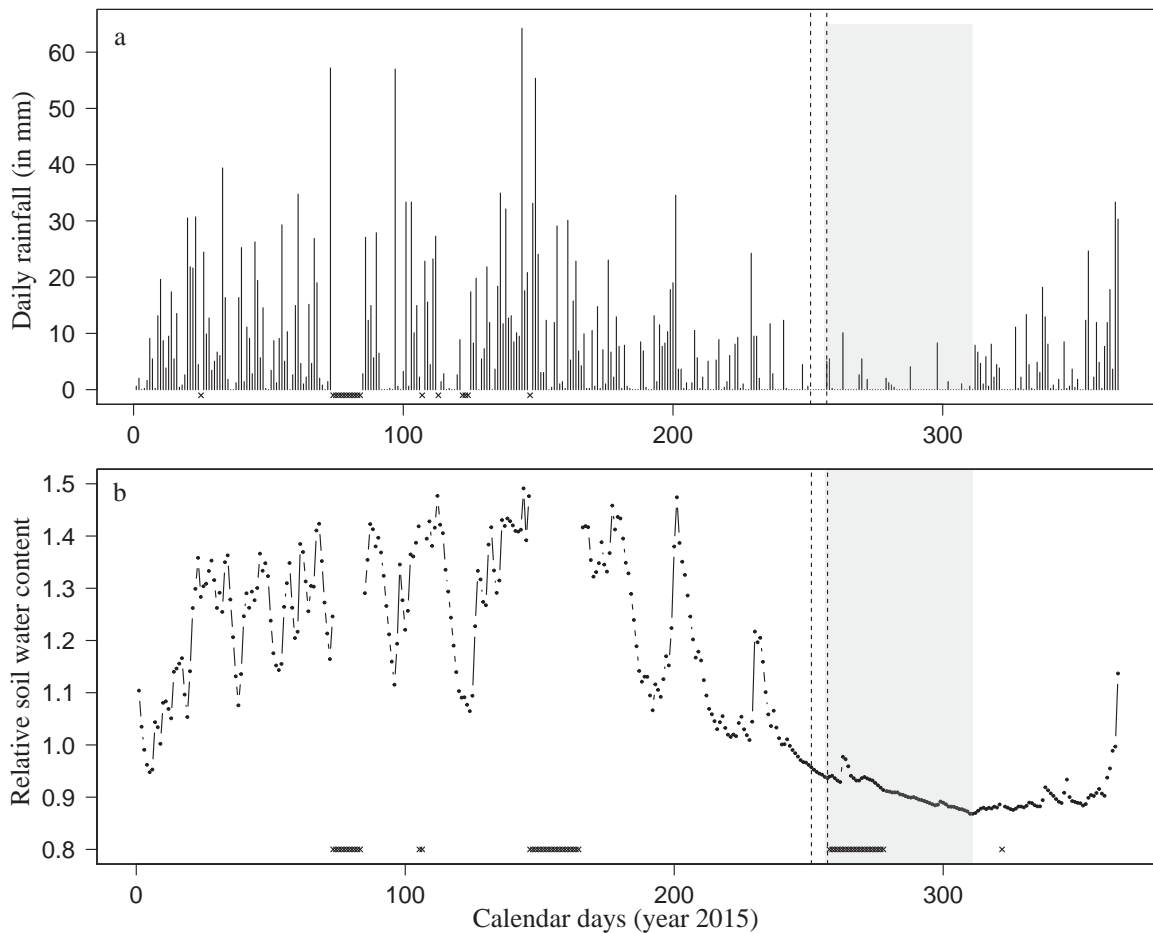 a
Daily rainfall (in mm)
60
50
40
30
20
10
0
0 100 200 300
b
Relative soil water content
1.5
1.4
1.3
1.2
1.1
1.0
0.9
0.8
0 100 200 300
Calendar days (year 2015)